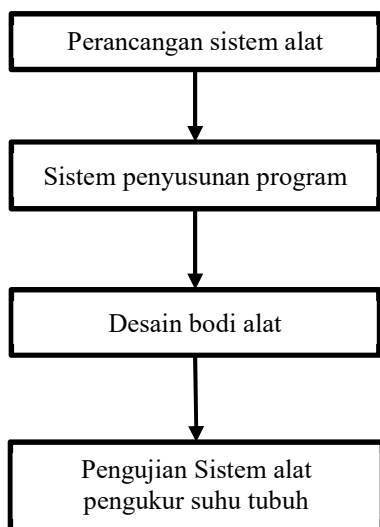 Perancangan sistem alat
Sistem penyusunan program
Desain bodi alat
Pengujian Sistem alat
pengukur suhu tubuh